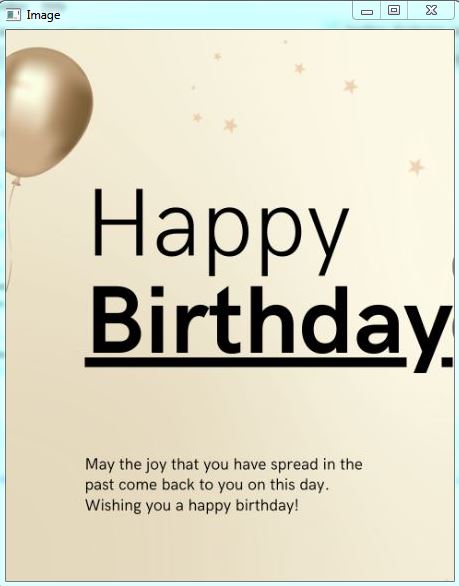 Image
Happy
Birthday
May the joy that you have spread in the
past come back to you on this day.
Wishing you a happy birthday!